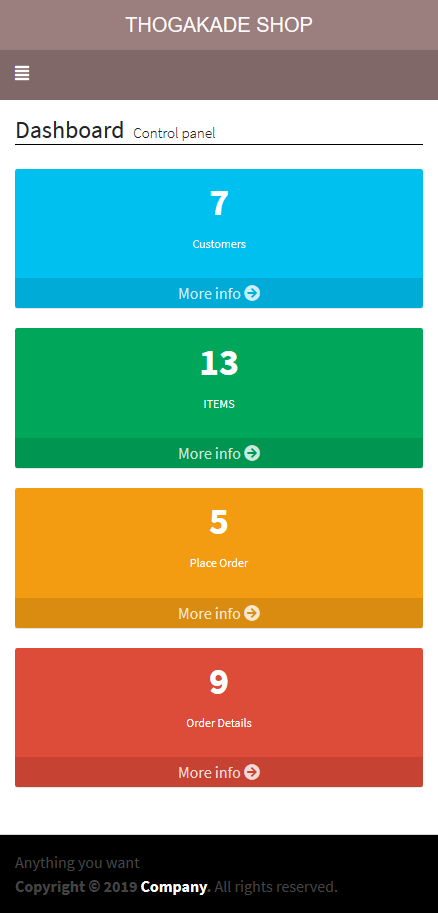 THOGAKADE SHOP
Dashboard Control panel
7
Customers
More info
13
ITEMS
More info
5
Place Order
More info
9
Order Details
More info
Anything you want
Copyright © 2019 Company. All rights reserved.